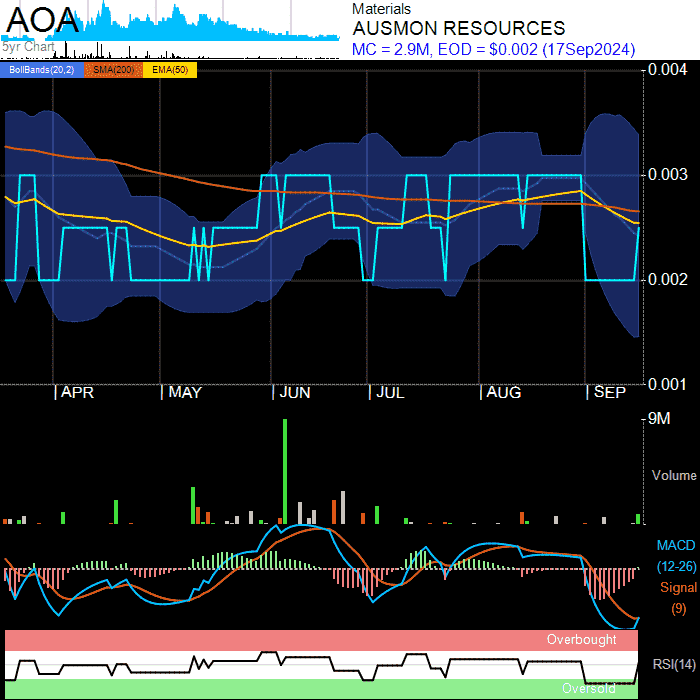 AOA
5yr Chart
Materials
AUSMON RESOURCES
MC = 2.9M, EOD = $0.002 (17Sep2024)
BollBands(20,2) SMA(200) EMA(50)
0.004
0.003
0.002
0.001
APR MAY JUN JUL AUG SEP
9M
Volume
MACD
(12-26)
Signal
(9)
Overbought
RSI(14)
Oversold